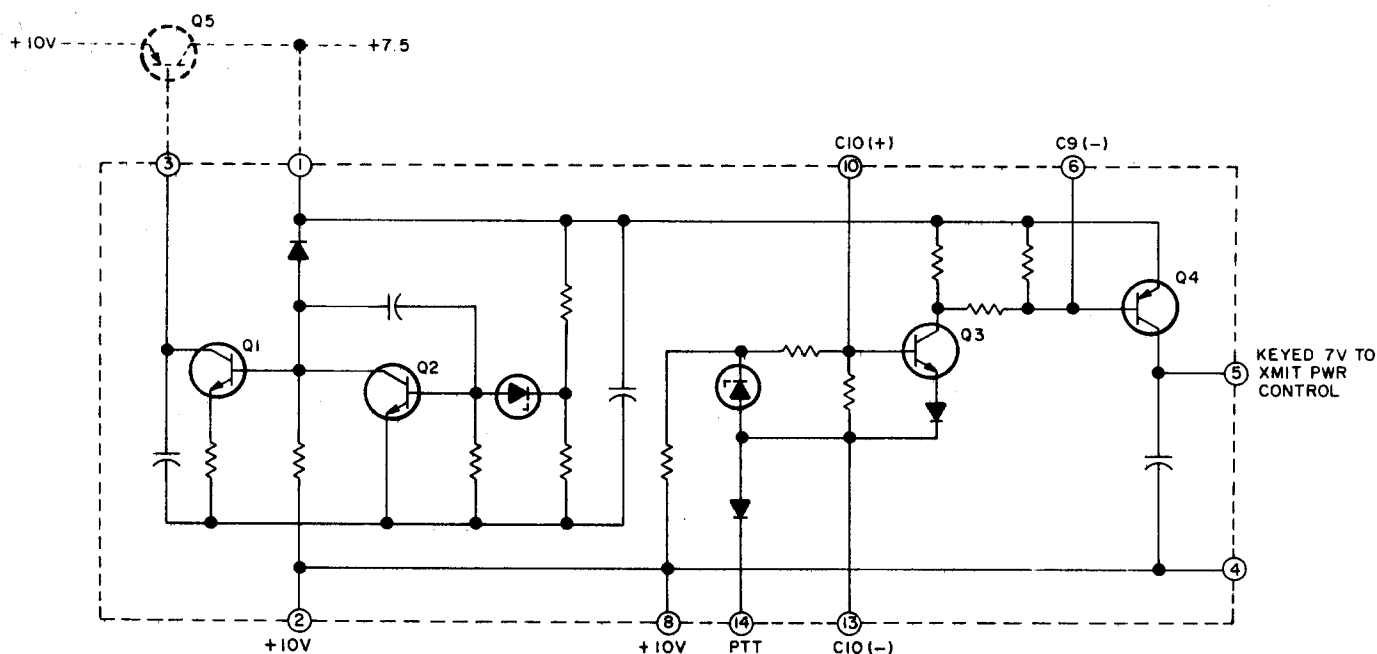 Q5
+10V
+7.5
3
1
C10(+)
10
C9(-)
6
Q4
Q1
Q2
Q3
5
KEYED 7V TO
XMIT PWR
CONTROL
4
2
+10V
8
+10V
14
PTT
13
C10(-)